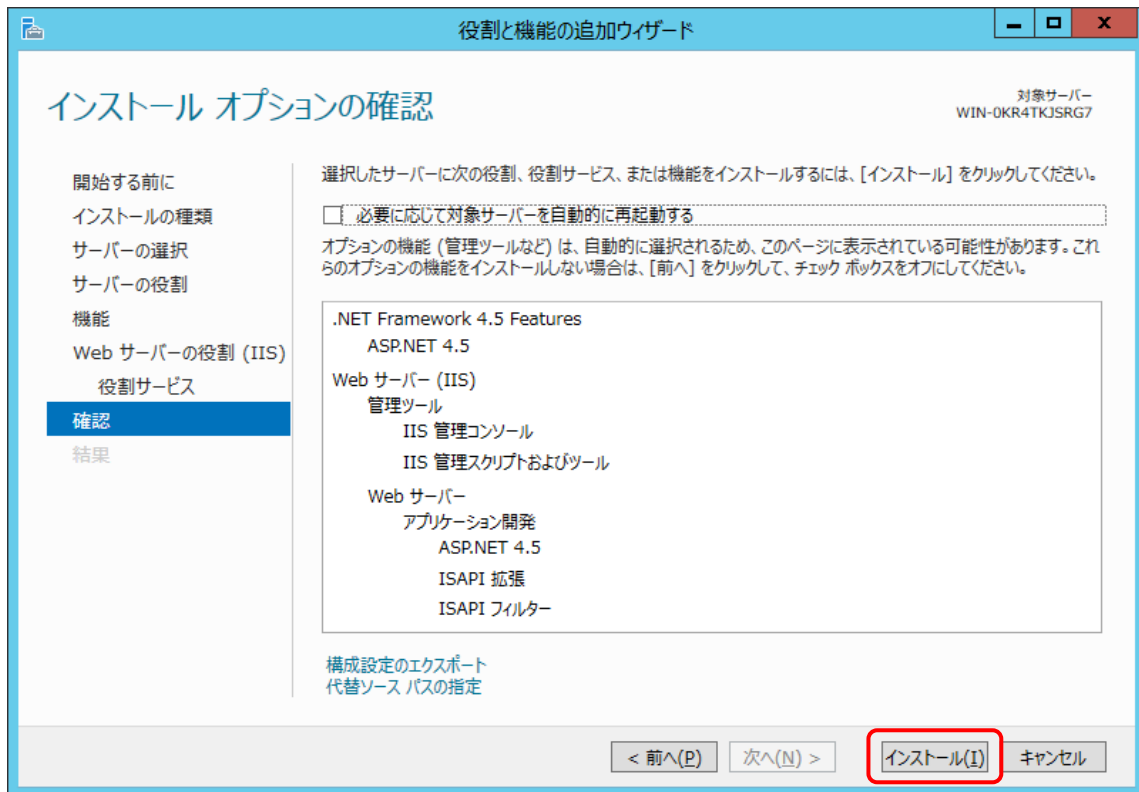 役割と機能の追加ウィザード
インストール オプションの確認
対象サーバー
WIN-0KR4TKJSRG7
開始する前に
インストールの種類
サーバーの選択
サーバーの役割
機能
Web サーバーの役割 (IIS)
役割サービス
確認
結果
選択したサーバーに次の役割、役割サービス、または機能をインストールするには、[インストール] をクリックしてください。
必要に応じて対象サーバーを自動的に再起動する
オプションの機能 (管理ツールなど) は、自動的に選択されるため、このページに表示されている可能性があります。これ
らのオプションの機能をインストールしない場合は、[前へ] をクリックして、チェック ボックスをオフにしてください。
.NET Framework 4.5 Features
ASP.NET 4.5
Web サーバー (IIS)
管理ツール
IIS 管理コンソール
IIS 管理スクリプトおよびツール
Web サーバー
アプリケーション開発
ASP.NET 4.5
ISAPI 拡張
ISAPI フィルター
構成設定のエクスポート
代替ソース パスの指定
< 前へ(P) 次へ(N) > インストール(I) キャンセル